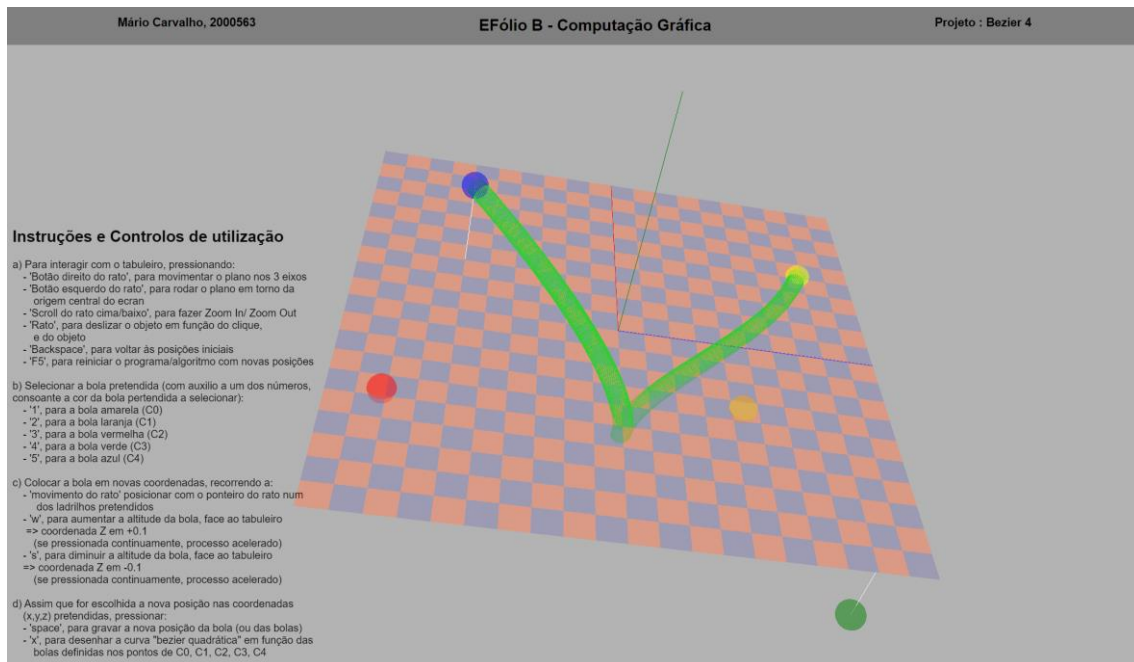 Mário Carvalho, 2000563
EFólio B - Computação Gráfica
Projeto : Bezier 4
Instruções e Controlos de utilização
a) Para interagir com o tabuleiro, pressionando:
- 'Botão direito do rato', para movimentar o plano nos 3 eixos
- 'Botão esquerdo do rato', para rodar o plano em torno da
origem central do ecran
- 'Scroll do rato cima/baixo', para fazer Zoom In/ Zoom Out
- 'Rato', para deslizar o objeto em função do clique,
e do objeto
- 'Backspace', para voltar ás posições iniciais
- 'F5', para reiniciar o programa/algoritmo com novas posições
b) Selecionar a bola pretendida (com auxilio a um dos números,
consoante a cor da bola pertendida a selecionar):
- '1', para a bola amarela (C0)
- '2', para a bola laranja (C1)
- '3', para a bola vermelha (C2)
- '4', para a bola verde (C3)
- '5', para a bola azul (C4)
c) Colocar a bola em novas coordenadas, recorrendo a:
- 'movimento do rato' posicionar com o ponteiro do rato num
dos ladrilhos pretendidos
- 'w', para aumentar a altitude da bola, face ao tabuleiro
=> coordenada Z em +0.1
(se pressionada continuamente, processo acelerado)
- 's', para diminuir a altitude da bola, face ao tabuleiro
=> coordenada Z em -0.1
(se pressionada continuamente, processo acelerado)
d) Assim que for escolhida a nova posição nas coordenadas
(x,y,z) pretendidas, pressionar:
- 'space', para gravar a nova posição da bola (ou das bolas)
- 'x', para desenhar a curva "bezier quadrática" em função das
bolas definidas nos pontos de C0, C1, C2, C3, C4